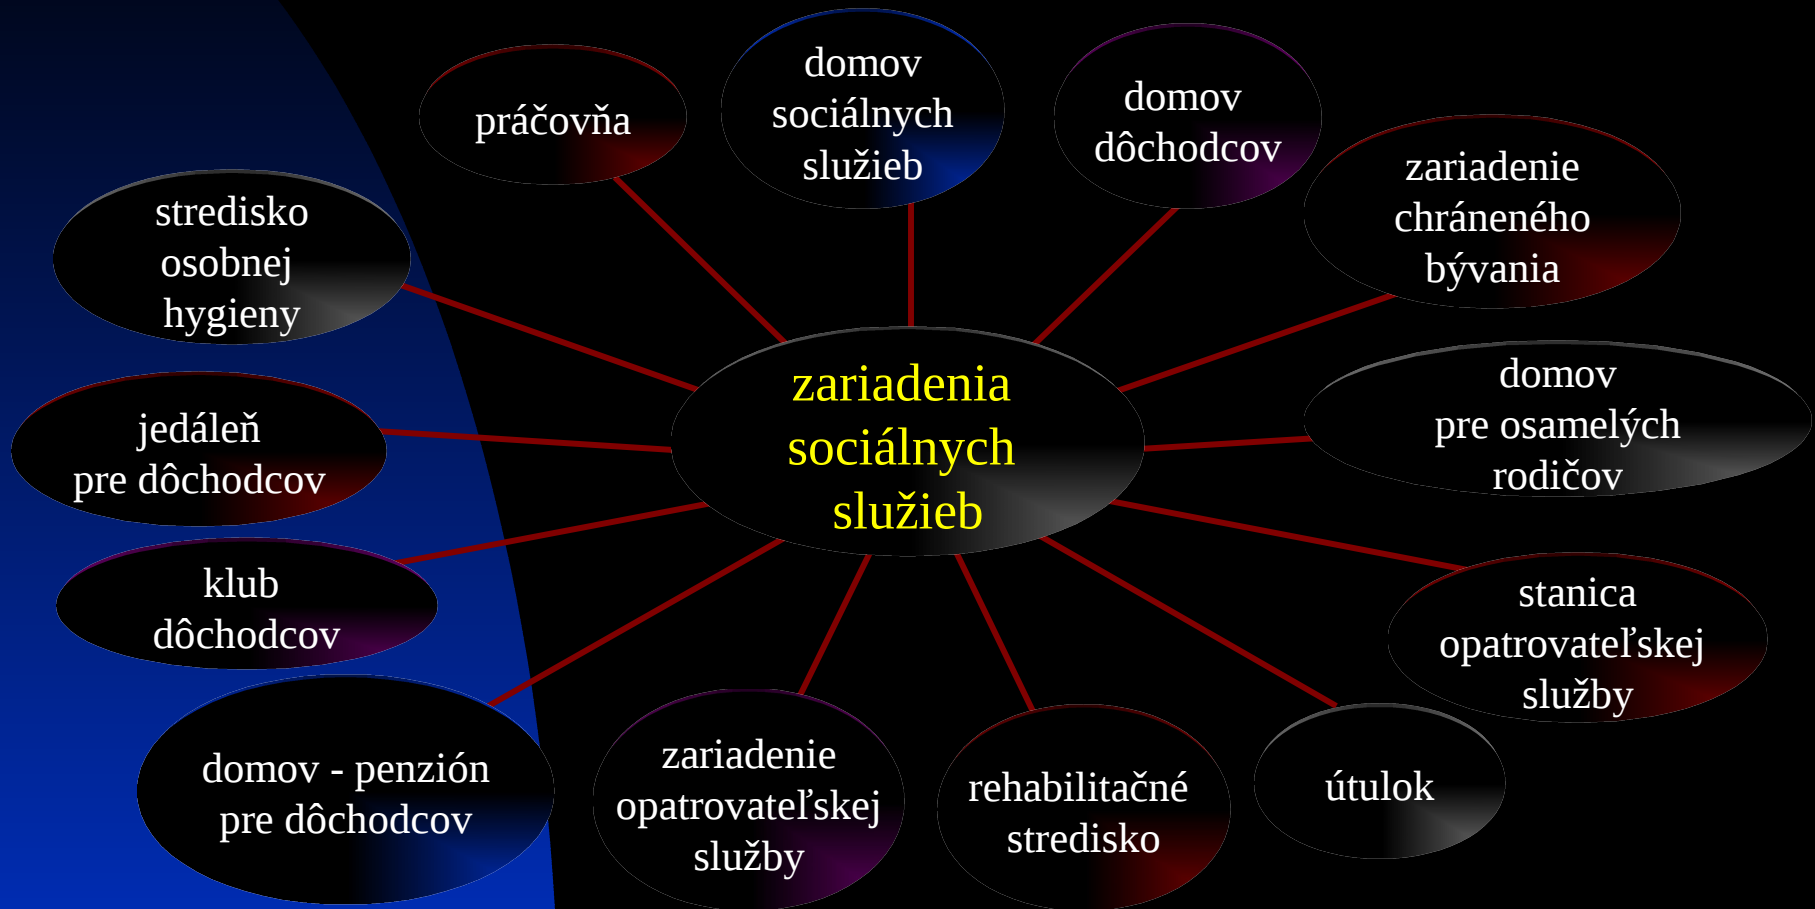 práčovňa
domov
sociálnych
služieb
domov
dôchodcov
zariadenie
chráneného
bývania
stredisko
osobnej
hygieny
zariadenia
sociálnych
služieb
domov
pre osamelých
rodičov
jedáleň
pre dôchodcov
klub
dôchodcov
stanica
opatrovateľskej
služby
domov - penzión
pre dôchodcov
zariadenie
opatrovateľskej
služby
rehabilitačné
stredisko
útulok